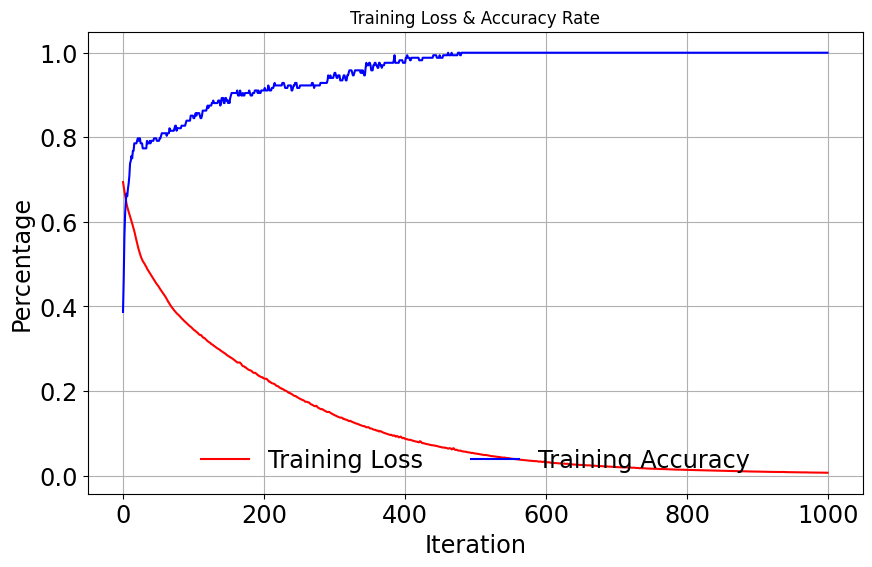 Training Loss & Accuracy Rate
1.0
0.8
0.6
0.4
0.2
0.0
Percentage
Training Loss Training Accuracy
0 200 400 600 800 1000
Iteration